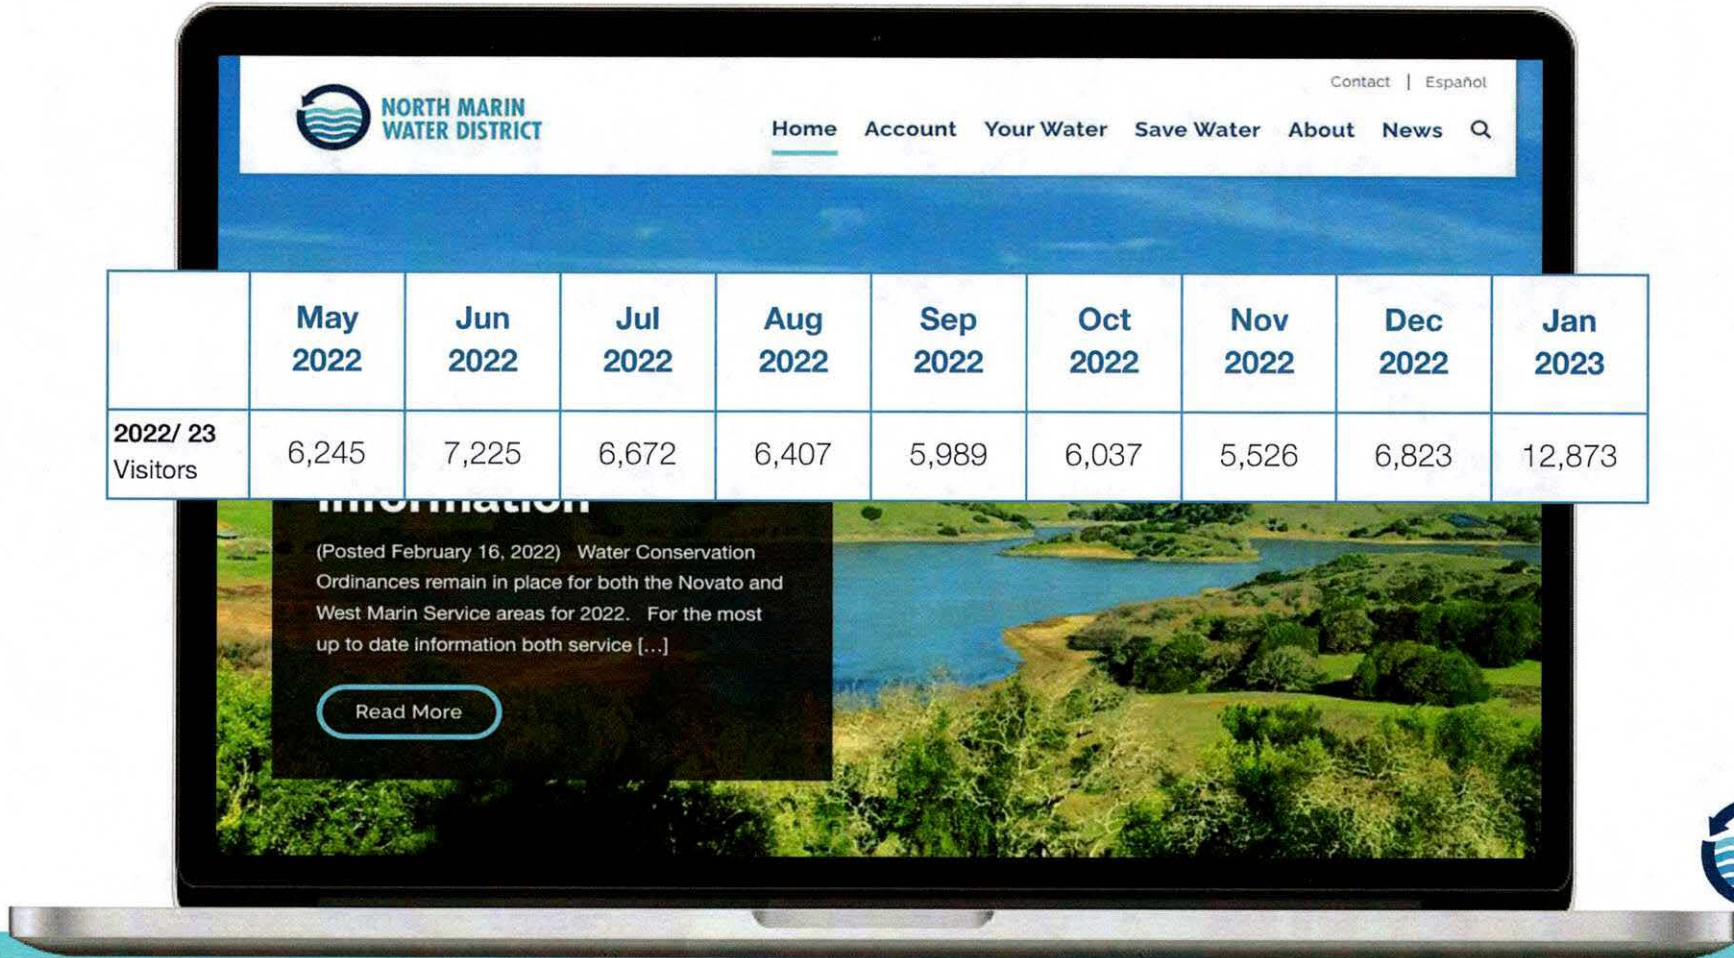 Contact | Español
NORTH MARIN
WATER DISTRICT
Home Account Your Water Save Water About News
May 2022 Jun 2022 Jul 2022 Aug 2022 Sep 2022 Oct 2022 Nov 2022 Dec 2022 Jan 2023
2022/ 23 Visitors 6,245 7,225 6,672 6,407 5,989 6,037 5,526 6,823 12,873
Information
(Posted February 16, 2022) Water Conservation
Ordinances remain in place for both the Novato and
West Marin Service areas for 2022. For the most
up to date information both service [...]
Read More